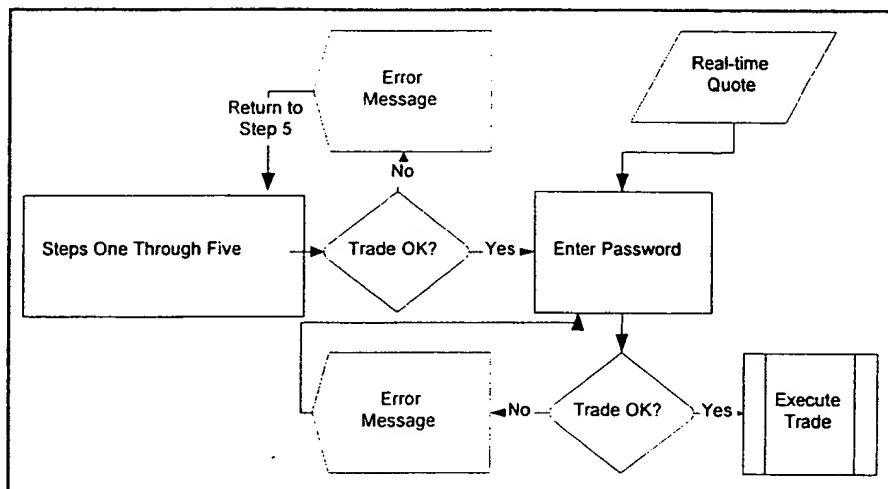 Error
Message
Real-time
Quote
Return to
Step 5
No
Steps One Through Five
Trade OK?
Yes
Enter Password
Error
Message
No
Trade OK?
Yes
Execute
Trade